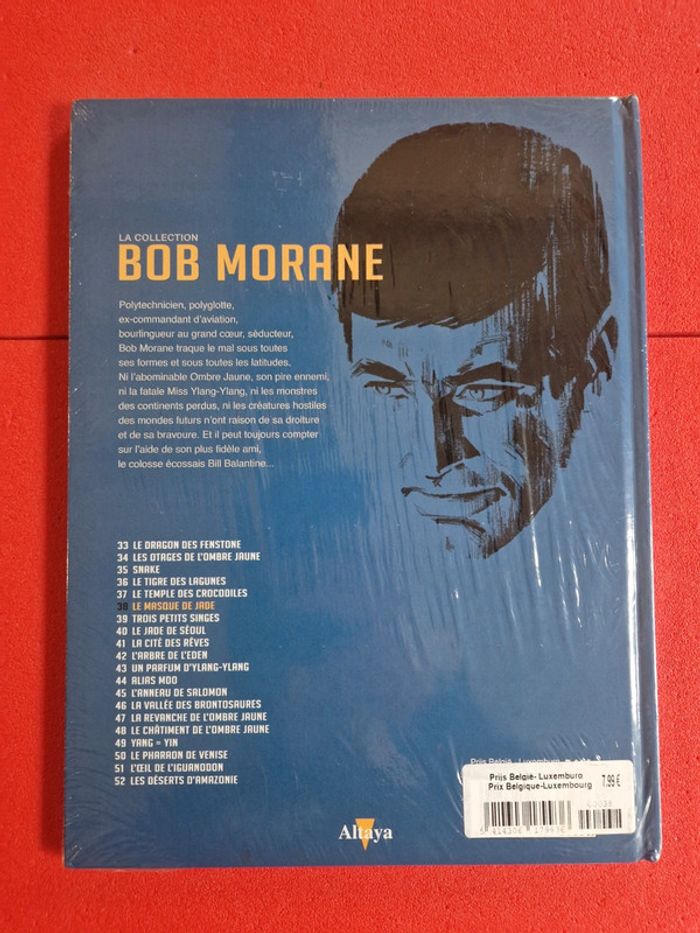 LA COLLECTION
BOB MORANE
Polytechnicien, polyglotte,
ex-commandant d'aviation,
bourlingueur au grand cœur, séducteur,
Bob Morane traque le mal sous toutes
ses formes et sous toutes les latitudes.
Ni l'abominable Ombre Jaune, son pire ennemi,
ni la fatale Miss Ylang-Ylang, ni les monstres
des continents perdus, ni les créatures hostiles
des mondes futurs n'ont raison de sa droiture
et de sa bravoure. Et il peut toujours compter
sur l'aide de son plus fidèle ami,
le colosse écossais Bill Balantine...
33 LE DRAGON DES FENSTONE
34 LES OTAGES DE L'OMBRE JAUNE
35 SNAKE
36 LE TIGRE DES LAGUNES
37 LE TEMPLE DES CROCODILES
38 LE MASQUE DE JADE
39 TROIS PETITS SINGES
40 LE JADE DE SÉOUL
41 LA CITÉ DES RÊVES
42 L'ARBRE DE L'EDEN
43 UN PARFUM D'YLANG-YLANG
44 ALIAS MDO
45 L'ANNEAU DE SALOMON
46 LA VALLÉE DES BRONTOSAURES
47 LA REVANCHE DE L'OMBRE JAUNE
48 LE CHÂTIMENT DE L'OMBRE JAUNE
49 YANG = YIN
50 LE PHARAON DE VENISE
51 L'ŒIL DE L'IGUANODON
52 LES DÉSERTS D'AMAZONIE
Altaya
Prijs België - Luxemburg
Prijs België- Luxemburg
Prix Belgique-Luxembourg
7.99 €
00038
5 414306 17993